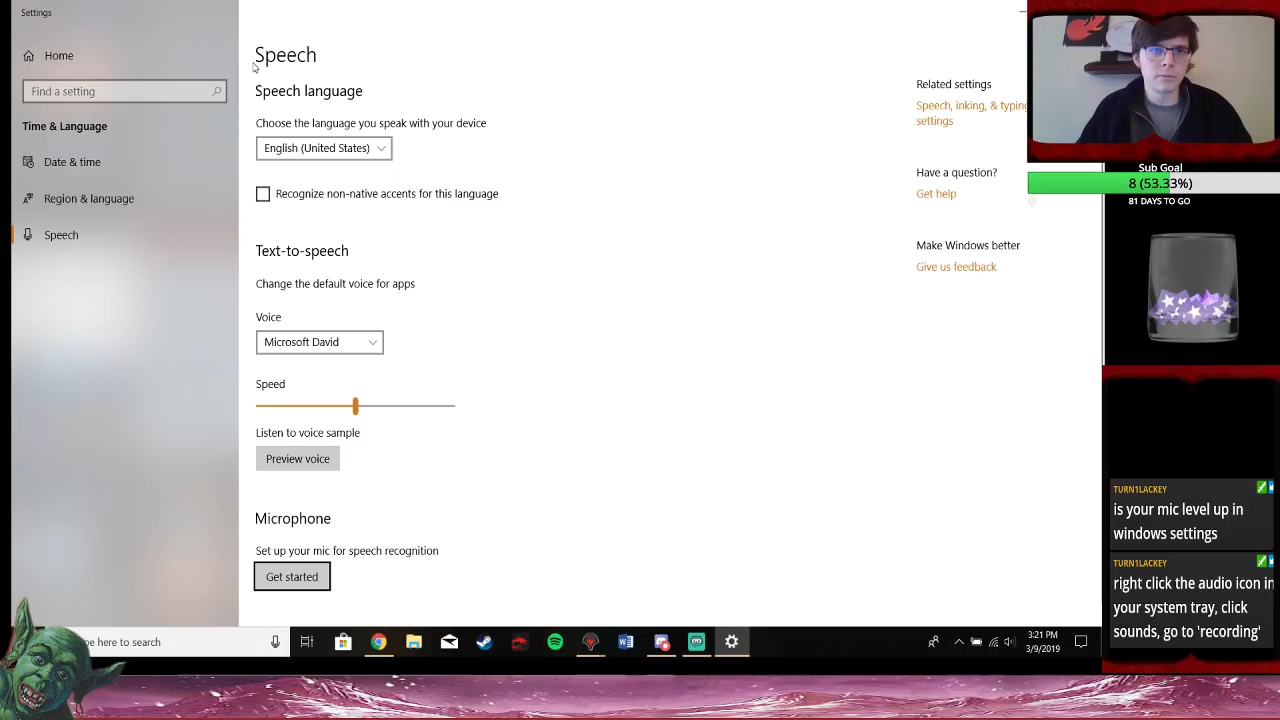 Settings
Home
Find a setting
Time & Language
Date & time
Region & language
Speech
Speech
Speech language
Choose the language you speak with your device
English (United States)
Recognize non-native accents for this language
Text-to-speech
Change the default voice for apps
Voice
Microsoft David
Speed
Listen to voice sample
Preview voice
Microphone
Set up your mic for speech recognition
Get started
Related settings
Speech, inking, & typing
settings
Have a question?
Get help
Make Windows better
Give us feedback
Sub Goal
8 (53.33%)
81 DAYS TO GO
@
TURN1LACKEY
is your mic level up in
windows settings
TURN1LACKEY
right click the audio icon in
your system tray, click
sounds, go to 'recording'
pe here to search
3:21 PM
3/9/2019